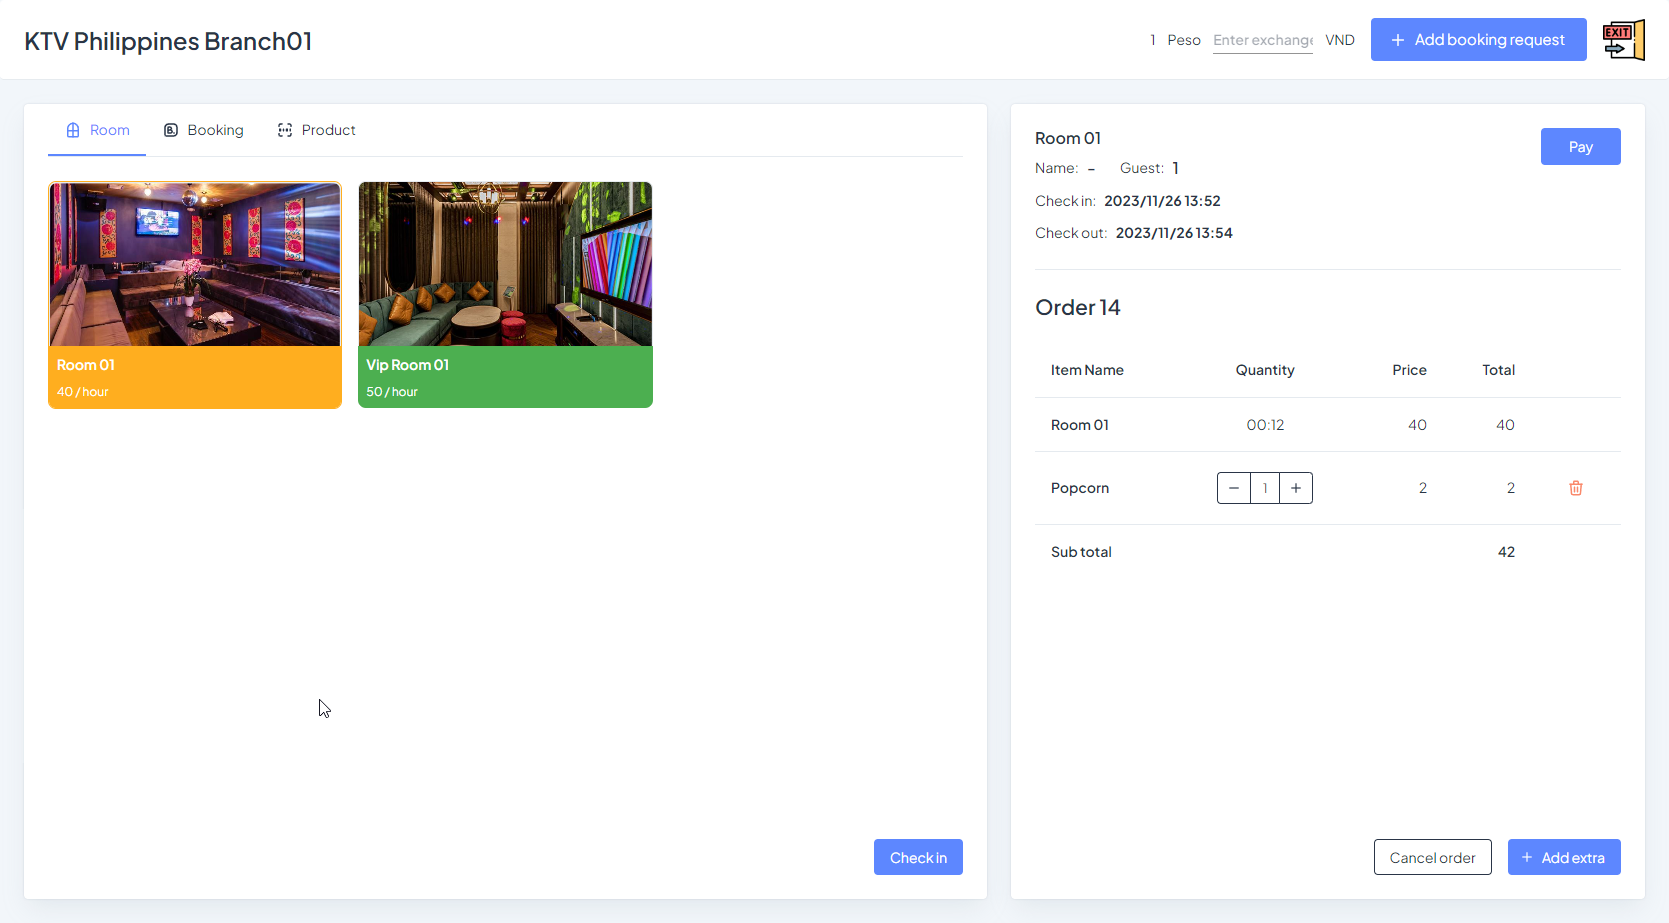 KTV Philippines Branch01
1 Peso Enter exchange VND
+ Add booking request
EXIT
Room
Booking
Product
Room 01
40 / hour
Vip Room 01
50 / hour
Check in
Room 01
Pay
Name: - Guest: 1
Check in: 2023/11/26 13:52
Check out: 2023/11/26 13:54
Order 14
Item Name Quantity Price Total
Room 01 00:12 40 40
Popcorn − 1 + 2 2
Sub total 42
Cancel order
+ Add extra